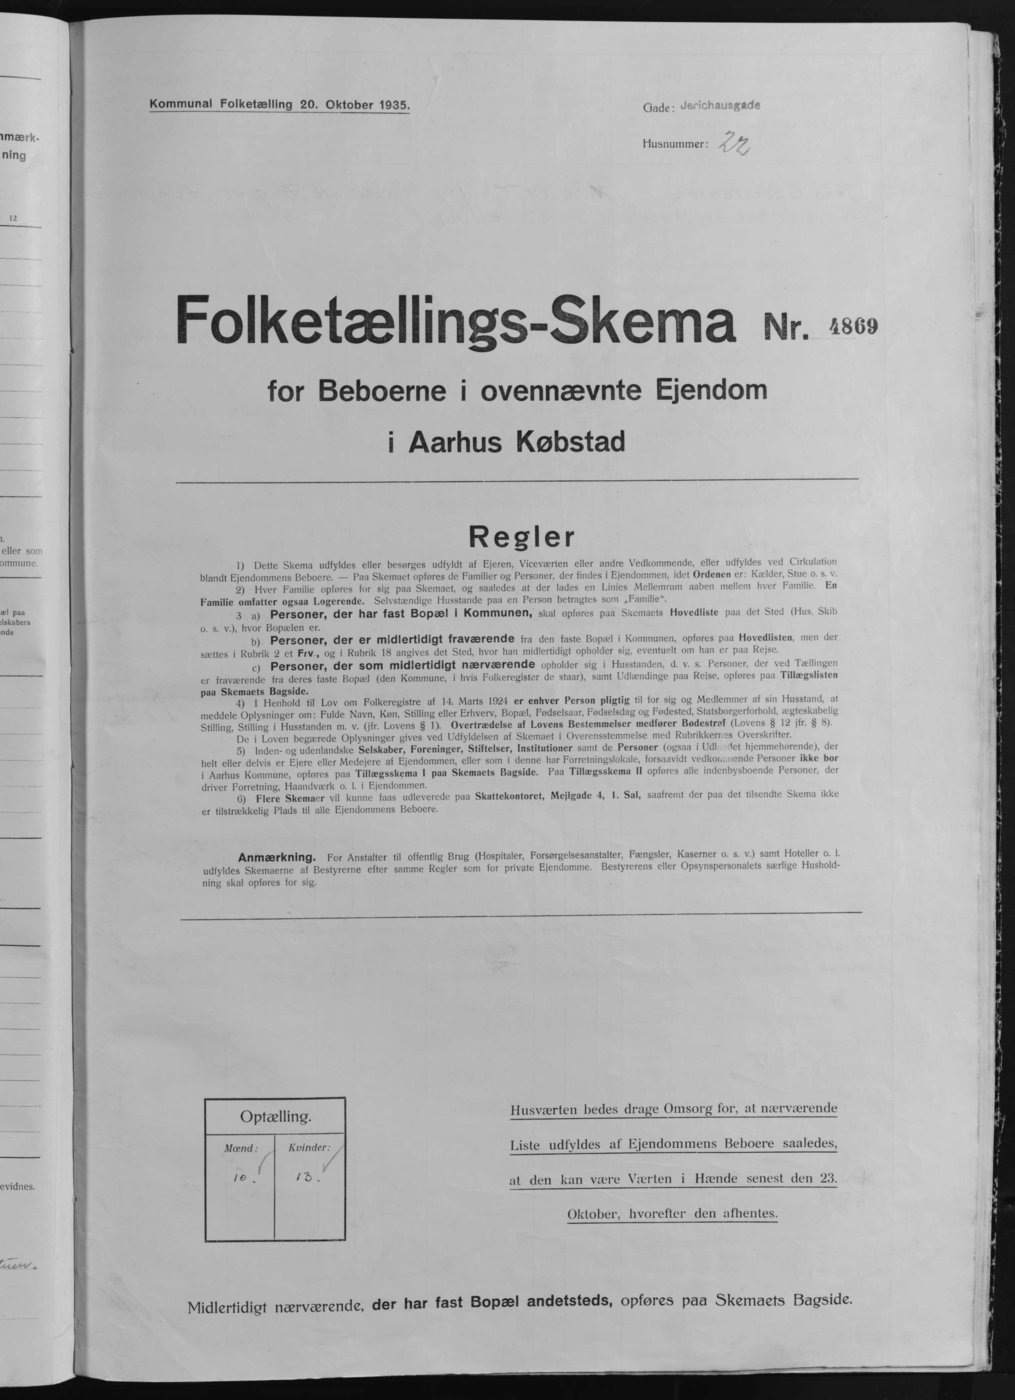 Kommunal Folketælling 20. Oktober 1935.
Gade: Jerichausgade
Husnummer: 22
Folketællings-Skema Nr. 4869
for Beboerne i ovennævnte Ejendom
i Aarhus Købstad
Regler
1) Dette Skema udfyldes eller besørges udfyldt af Ejeren, Viceværten eller andre Vedkommende, eller udfyldes ved Cirkulation
blandt Ejendommens Beboere. — Paa Skemaet opføres de Familier og Personer, der findes i Ejendommen, idet Ordenen er: Kælder, Stue o. s. v.
2) Hver Familie opføres for sig paa Skemaet, og saaledes at der lades en Linies Mellemrum aaben mellem hver Familie. En
Familie omfatter ogsaa Logerende. Selvstændige Husstande paa en Person betragtes som „Familie“.
3 a) Personer, der har fast Bopæl i Kommunen, skal opføres paa Skemaets Hovedliste paa det Sted (Hus, Skib
o. s. v.), hvor Bopælen er.
b) Personer, der er midlertidigt fraværende fra den faste Bopæl i Kommunen, opføres paa Hovedlisten, men der
sættes i Rubrik 2 et Frv., og i Rubrik 18 angives det Sted, hvor han midlertidigt opholder sig, eventuelt om han er paa Rejse.
c) Personer, der som midlertidigt nærværende opholder sig i Husstanden, d. v. s. Personer, der ved Tællingen
er fraværende fra deres faste Bopæl (den Kommune, i hvis Folkeregister de staar), samt Udlændinge paa Rejse, opføres paa Tillægslisten
paa Skemaets Bagside.
4) I Henhold til Lov om Folkeregistre af 14. Marts 1924 er enhver Person pligtig til for sig og Medlemmer af sin Husstand, at
meddele Oplysninger om: Fulde Navn, Køn, Stilling eller Erhverv, Bopæl, Fødselsaar, Fødselsdag og Fødested, Statsborgerforhold, ægteskabelig
Stilling, Stilling i Husstanden m. v. (jfr. Lovens § 1). Overtrædelse af Lovens Bestemmelser medfører Bødestraf (Lovens § 12 jfr. § 8).
De i Loven begærede Oplysninger gives ved Udfyldelsen af Skemaet i Overensstemmelse med Rubrikkernes Overskrifter.
5) Inden- og udenlandske Selskaber, Foreninger, Stiftelser, Institutioner samt de Personer (ogsaa i Udlandet hjemmehørende), der
helt eller delvis er Ejere eller Medejere af Ejendommen, eller som i denne har Forretningslokale, forsaavidt vedkommende Personer ikke bor
i Aarhus Kommune, opføres paa Tillægsskema I paa Skemaets Bagside. Paa Tillægsskema II opføres alle indenbysboende Personer, der
driver Forretning, Haandværk o. l. i Ejendommen.
6) Flere Skemaer vil kunne faas udleverede paa Skattekontoret, Mejlgade 4, 1. Sal, saafremt der paa det tilsendte Skema ikke
er tilstrækkelig Plads til alle Ejendommens Beboere.
Anmærkning. For Anstalter til offentlig Brug (Hospitaler, Forsørgelsesanstalter, Fængsler, Kaserner o. s. v.) samt Hoteller o. l.
udfyldes Skemaerne af Bestyrerne efter samme Regler som for private Ejendomme. Bestyrerens eller Opsynspersonalets særlige Hushold-
ning skal opføres for sig.
Optælling.
Mænd: Kvinder:
10. 13.
Husværten bedes drage Omsorg for, at nærværende
Liste udfyldes af Ejendommens Beboere saaledes,
at den kan være Værten i Hænde senest den 23.
Oktober, hvorefter den afhentes.
Midlertidigt nærværende, der har fast Bopæl andetsteds, opføres paa Skemaets Bagside.